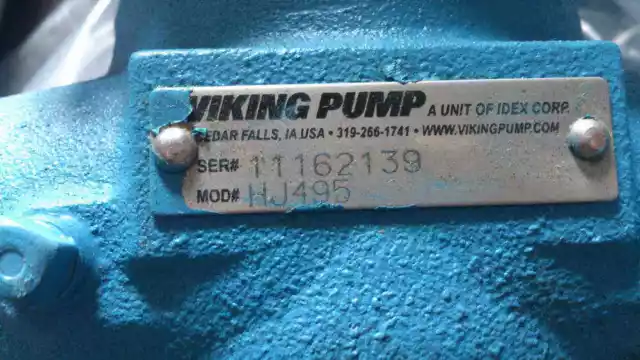 VIKING PUMP A UNIT OF IDEX CORP.
CEDAR FALLS, IA USA • 319-266-1741 • WWW.VIKINGPUMP.COM
SER# 11162139
MOD# HJ495